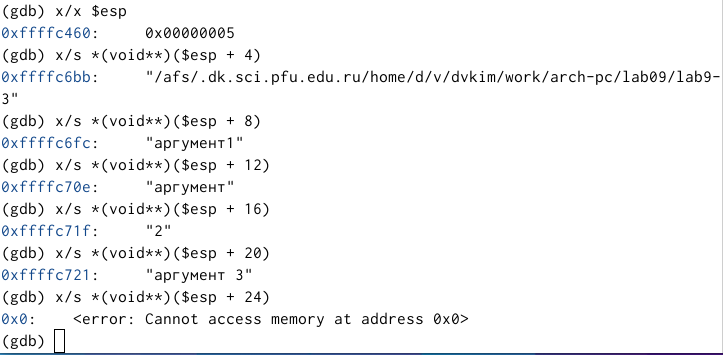 (gdb) x/x $esp
0xffffc460:     0x00000005
(gdb) x/s *(void**)($esp + 4)
0xffffc6bb:     "/afs/.dk.sci.pfu.edu.ru/home/d/v/dvkim/work/arch-pc/lab09/lab9-
3"
(gdb) x/s *(void**)($esp + 8)
0xffffc6fc:     "аргумент1"
(gdb) x/s *(void**)($esp + 12)
0xffffc70e:     "аргумент"
(gdb) x/s *(void**)($esp + 16)
0xffffc71f:     "2"
(gdb) x/s *(void**)($esp + 20)
0xffffc721:     "аргумент 3"
(gdb) x/s *(void**)($esp + 24)
0x0:    <error: Cannot access memory at address 0x0>
(gdb)